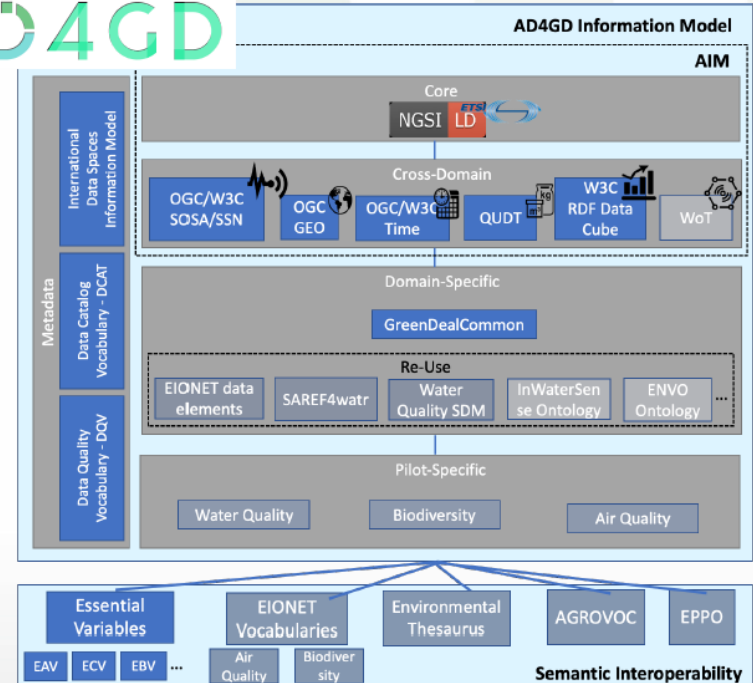 D4GD
AD4GD Information Model
AIM
Metadata
International
Data Spaces
Information Model
Data Catalog
Vocabulary - DCAT
Data Quality
Vocabulary - DQV
Core
NGSI LD
ETSI
Cross-Domain
OGC/W3C
SOSA/SSN
OGC
GEO
OGC/W3C
Time
QUDT
kg
m³
W3C
RDF Data
Cube
WoT
Domain-Specific
GreenDealCommon
Re-Use
EIONET data
elements
SAREF4watr
Water
Quality SDM
InWaterSen
se Ontology
ENVO
Ontology
...
Pilot-Specific
Water Quality
Biodiversity
Air Quality
Essential
Variables
EIONET
Vocabularies
Environmental
Thesaurus
AGROVOC
EPPO
EAV
ECV
EBV
...
Air
Quality
Biodiver
sity
Semantic Interoperability